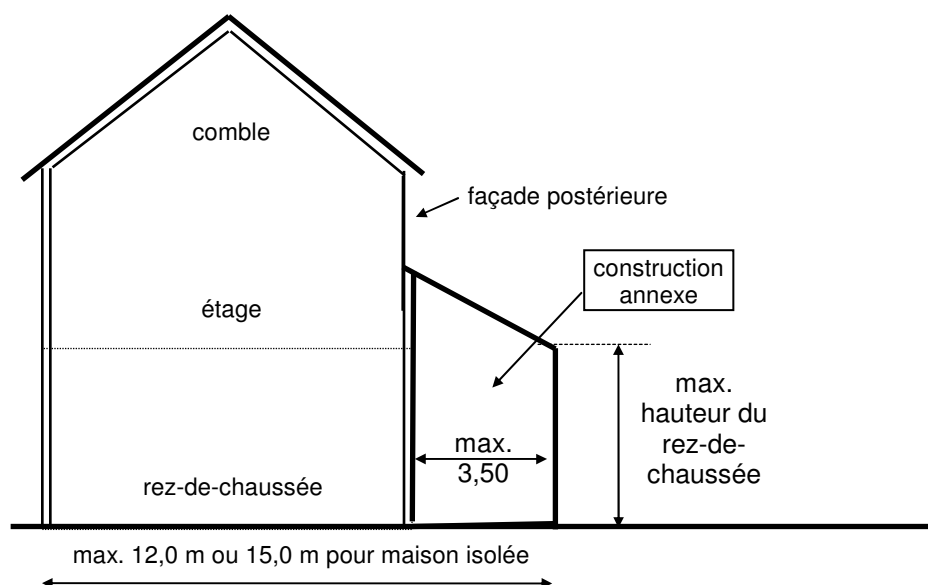 comble
façade postérieure
construction
annexe
étage
max.
hauteur du
rez-de-
chaussée
max.
3,50
rez-de-chaussée
max. 12,0 m ou 15,0 m pour maison isolée